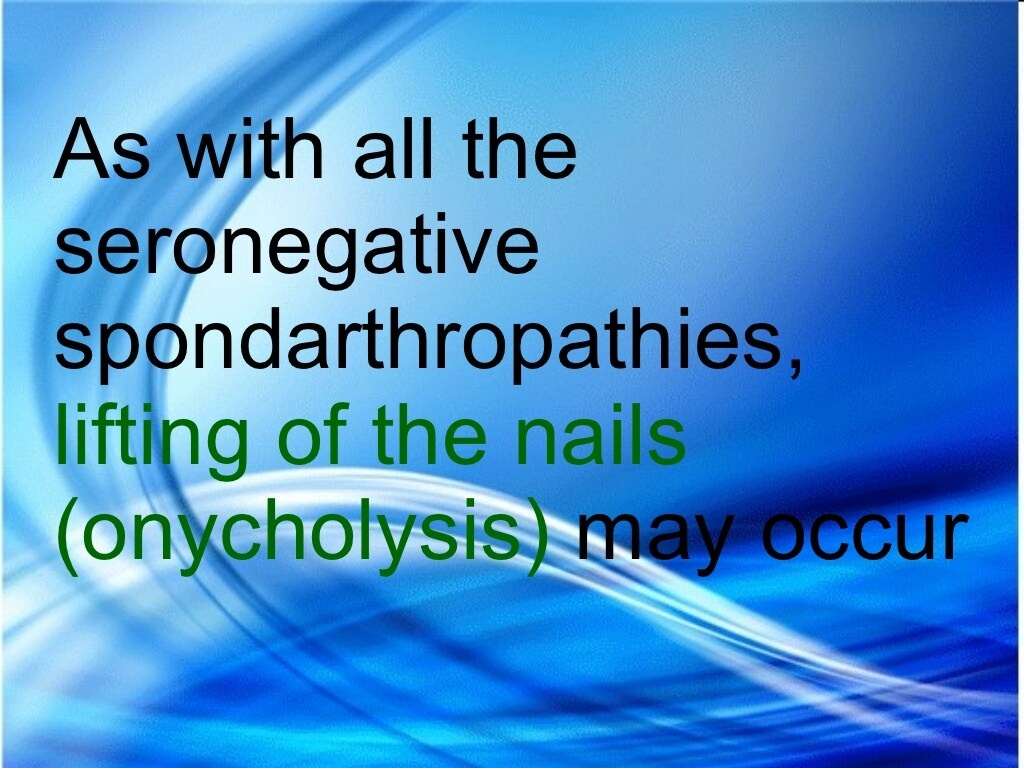 As with all the
seronegative
spondarthropathies,
lifting of the nails
(onycholysis) may occur